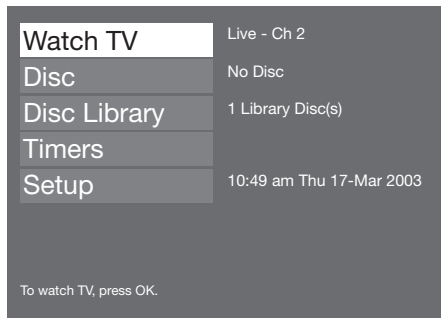 Watch TV
Live - Ch 2
Disc
No Disc
Disc Library
1 Library Disc(s)
Timers
Setup
10:49 am Thu 17-Mar 2003
To watch TV, press OK.